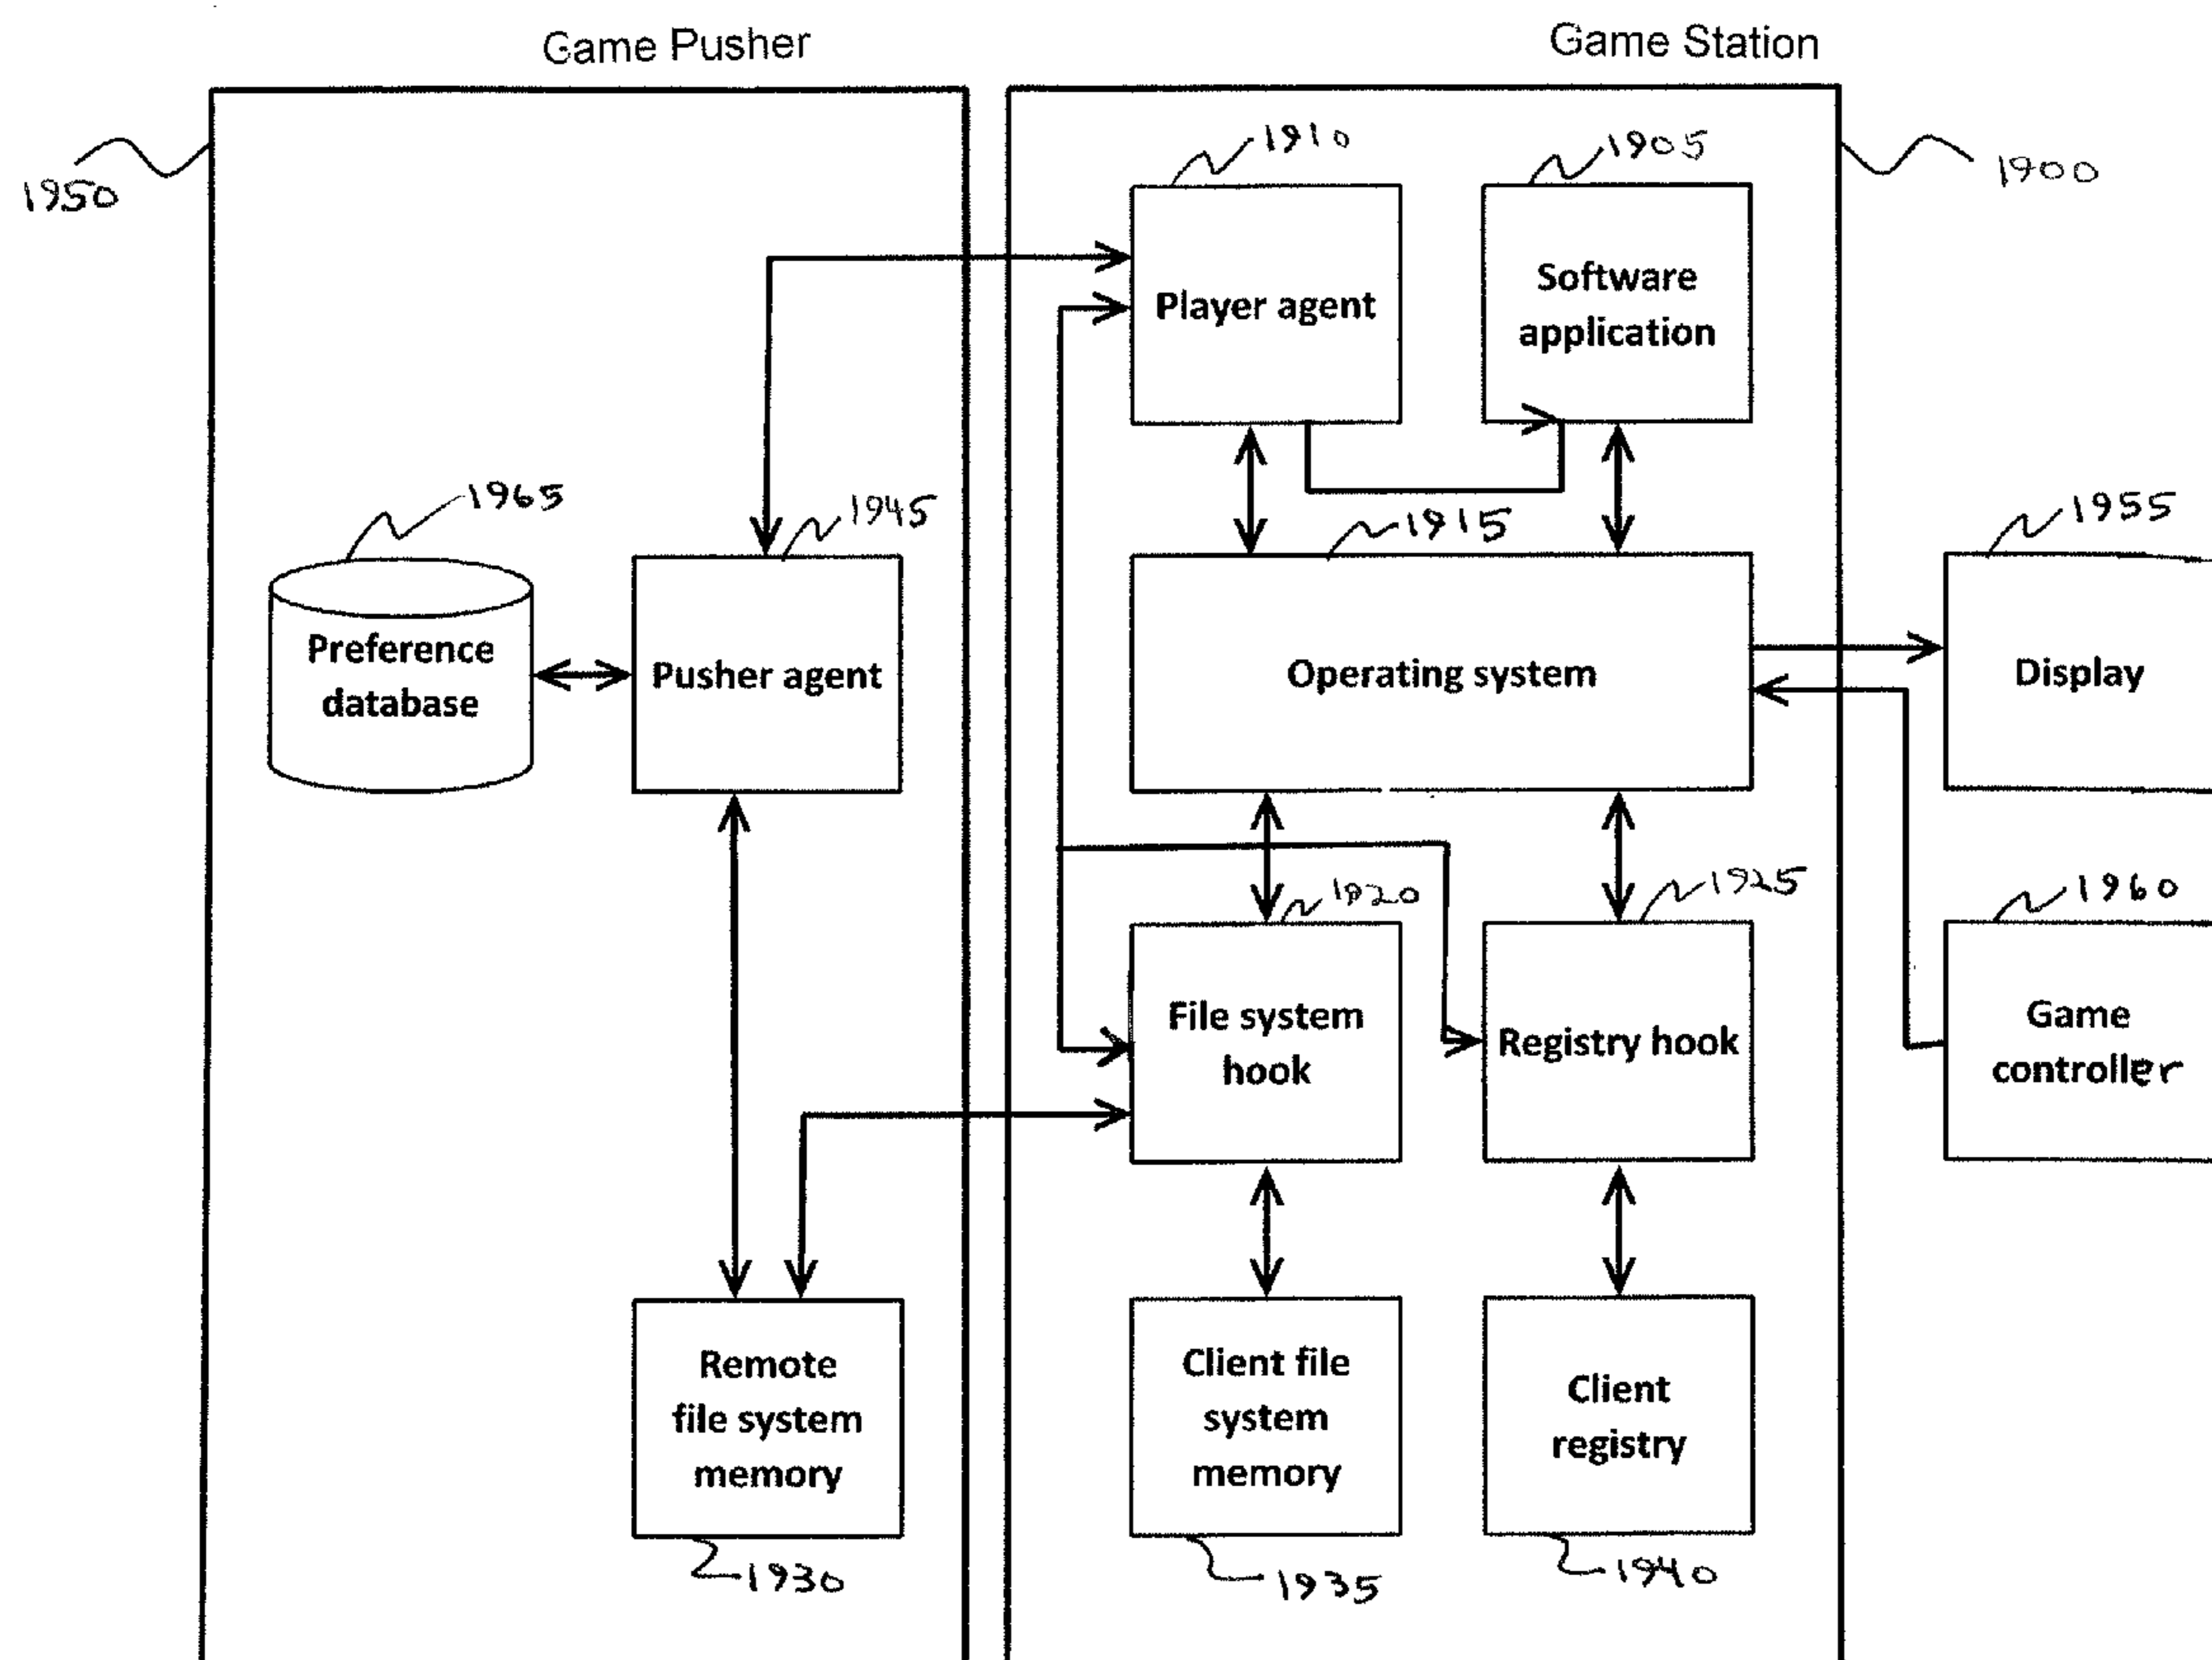 Game Pusher
Game Station
1950
1910
1905
1900
Player agent
Software
application
1965
1945
1915
1955
Preference
database
Pusher agent
Operating system
Display
1920
1925
1960
File system
hook
Registry hook
Game
controller
Remote
file system
memory
Client file
system
memory
Client
registry
1930
1935
1940